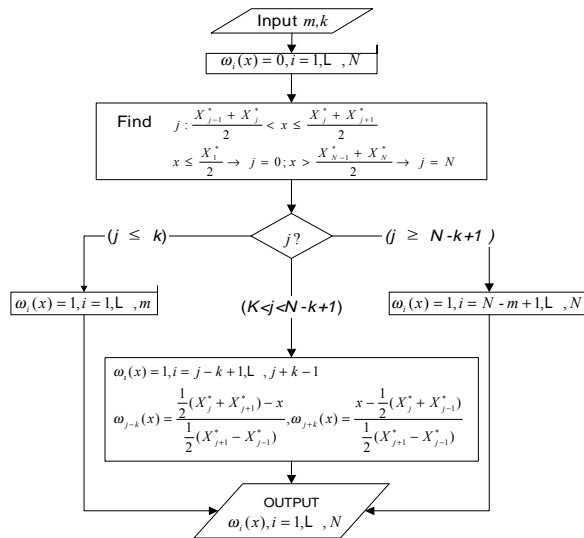 Input m,k
ω_i(x) = 0, i = 1,L , N
Find j : (X*_{j-1} + X*_j)/2 < x ≤ (X*_j + X*_{j+1})/2
x ≤ X*_1/2 → j = 0; x > (X*_{N-1} + X*_N)/2 → j = N
(j ≤ k)
j?
(j ≥ N-k+1)
ω_i(x) = 1, i = 1,L , m
(K<j<N-k+1)
ω_i(x) = 1, i = N - m + 1,L , N
ω_i(x) = 1, i = j - k + 1,L , j + k - 1
ω_{j-k}(x) = (1/2(X*_j + X*_{j+1}) - x)/(1/2(X*_{j+1} - X*_{j-1})), ω_{j+k}(x) = (x - 1/2(X*_j + X*_{j-1}))/(1/2(X*_{j+1} - X*_{j-1}))
OUTPUT
ω_i(x), i = 1,L , N